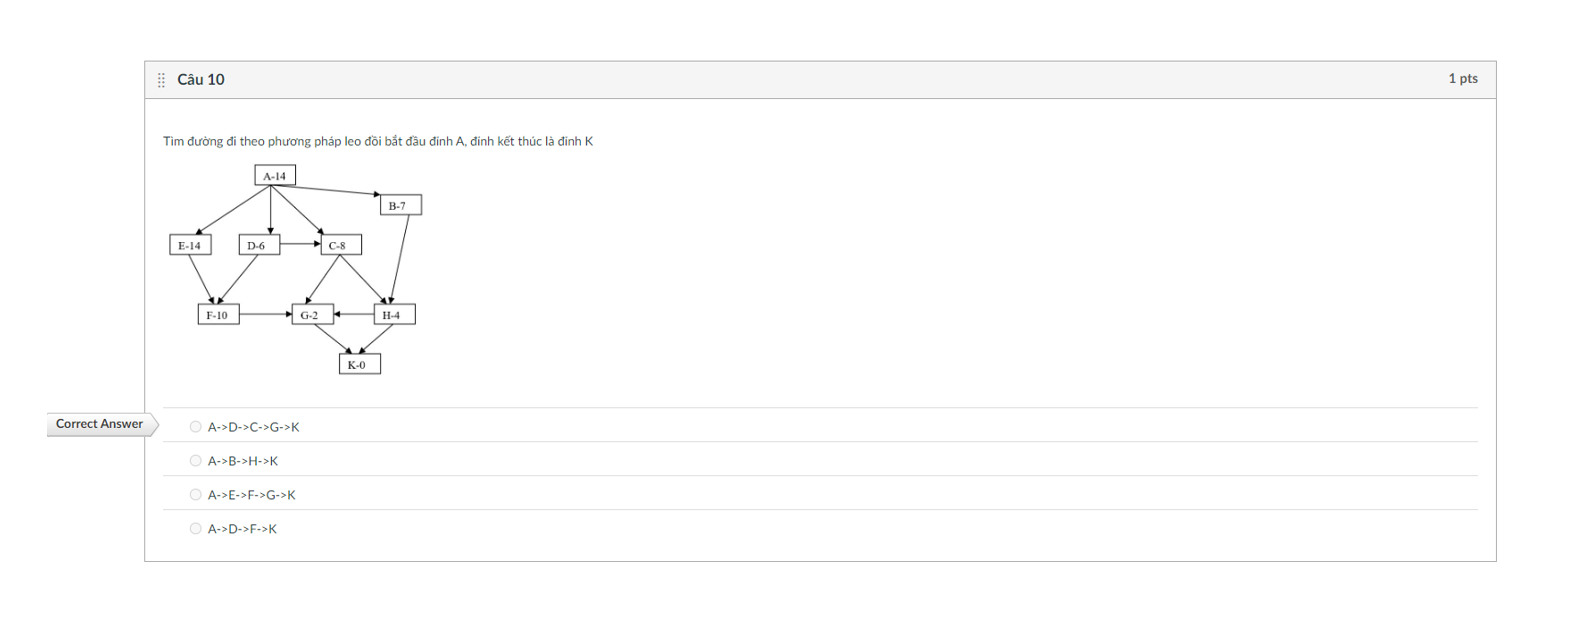 Câu 10
1 pts
Tìm đường đi theo phương pháp leo đồi bắt đầu đỉnh A, đỉnh kết thúc là đỉnh K
A-14
B-7
E-14
D-6
C-8
F-10
G-2
H-4
K-0
Correct Answer
A->D->C->G->K
A->B->H->K
A->E->F->G->K
A->D->F->K